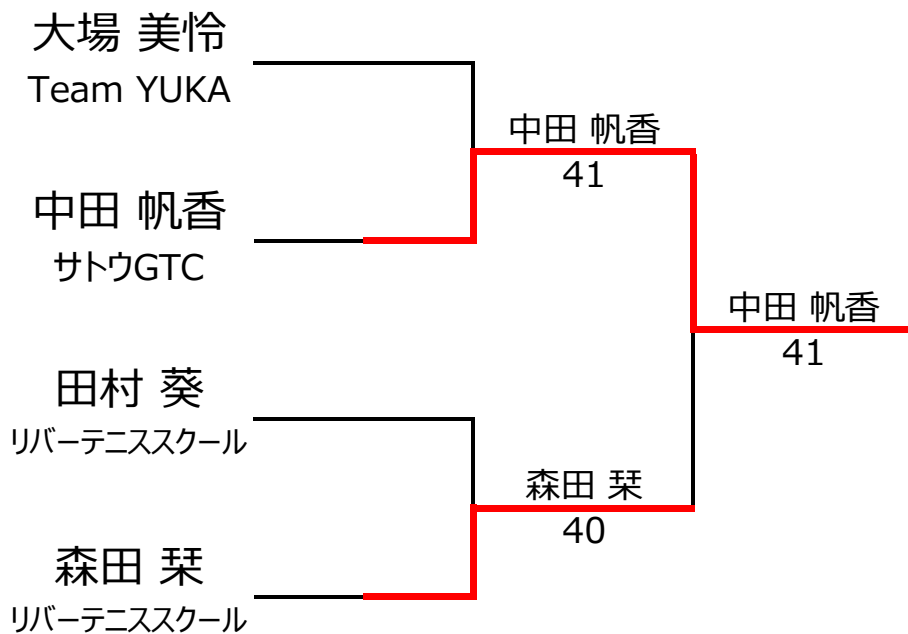 大場 美怜
Team YUKA
中田 帆香
サトウGTC
田村 葵
リバーテニススクール
森田 栞
リバーテニススクール
中田 帆香
41
森田 栞
40
中田 帆香
41